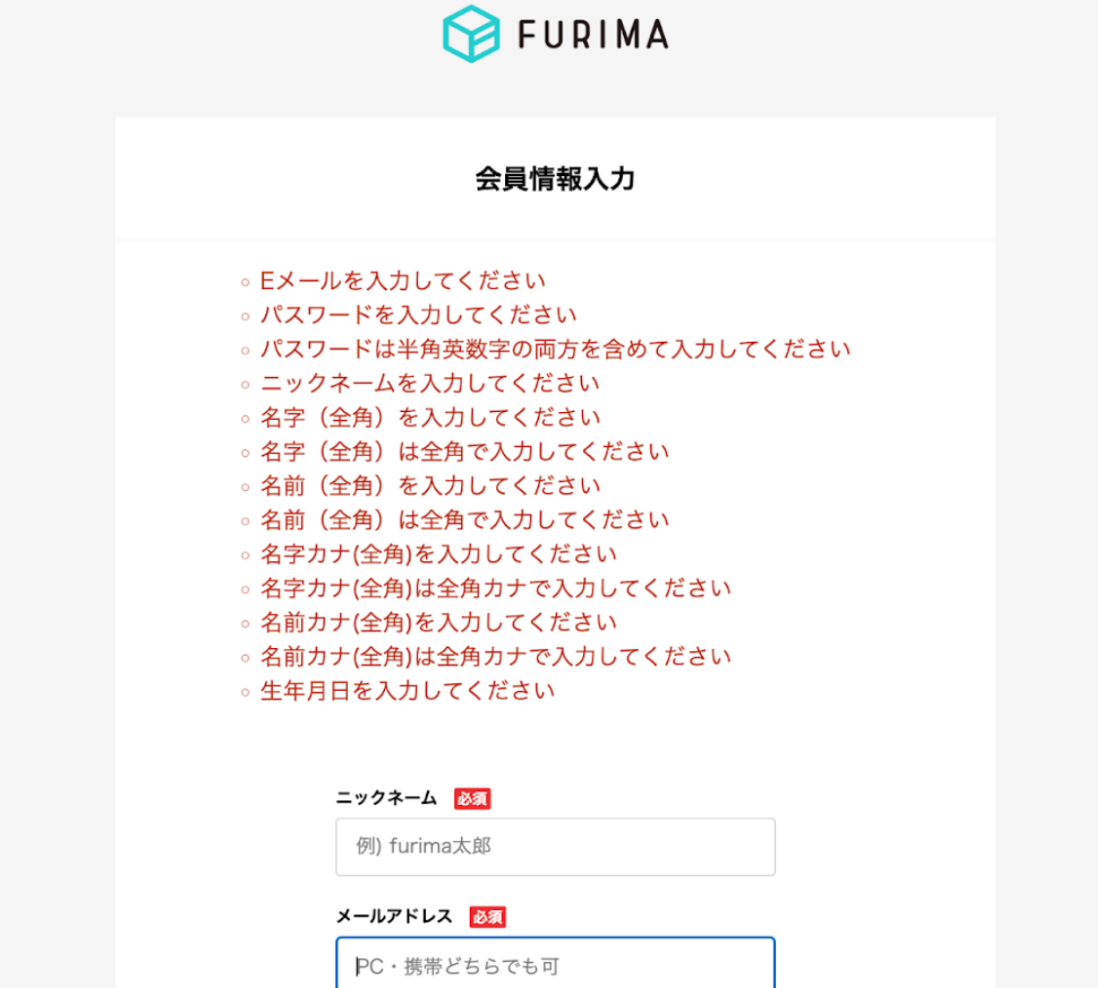 FURIMA
会員情報入力
Eメールを入力してください
パスワードを入力してください
パスワードは半角英数字の両方を含めて入力してください
ニックネームを入力してください
名字（全角）を入力してください
名字（全角）は全角で入力してください
名前（全角）を入力してください
名前（全角）は全角で入力してください
名字カナ(全角)を入力してください
名字カナ(全角)は全角カナで入力してください
名前カナ(全角)を入力してください
名前カナ(全角)は全角カナで入力してください
生年月日を入力してください
ニックネーム 必須
例) furima太郎
メールアドレス 必須
PC・携帯どちらでも可